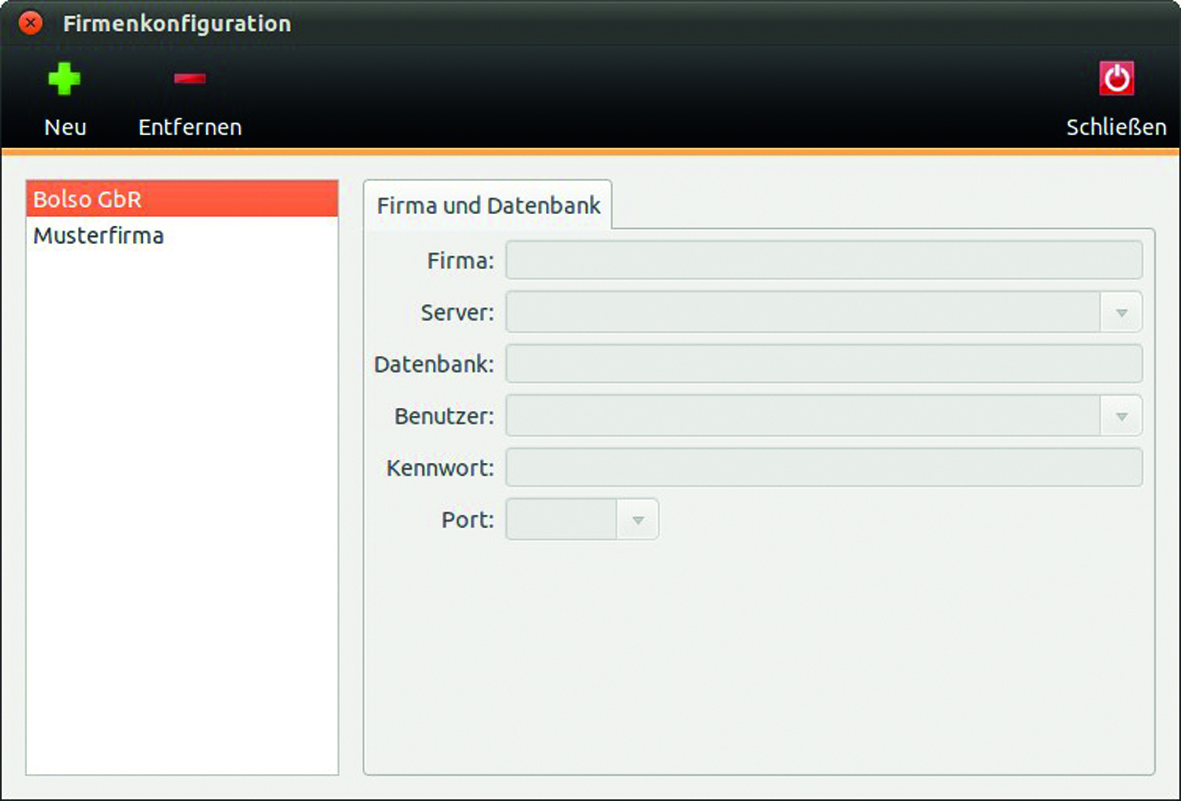 Firmenkonfiguration
Neu Entfernen Schließen
Bolso GbR
Musterfirma
Firma und Datenbank
Firma:
Server:
Datenbank:
Benutzer:
Kennwort:
Port: